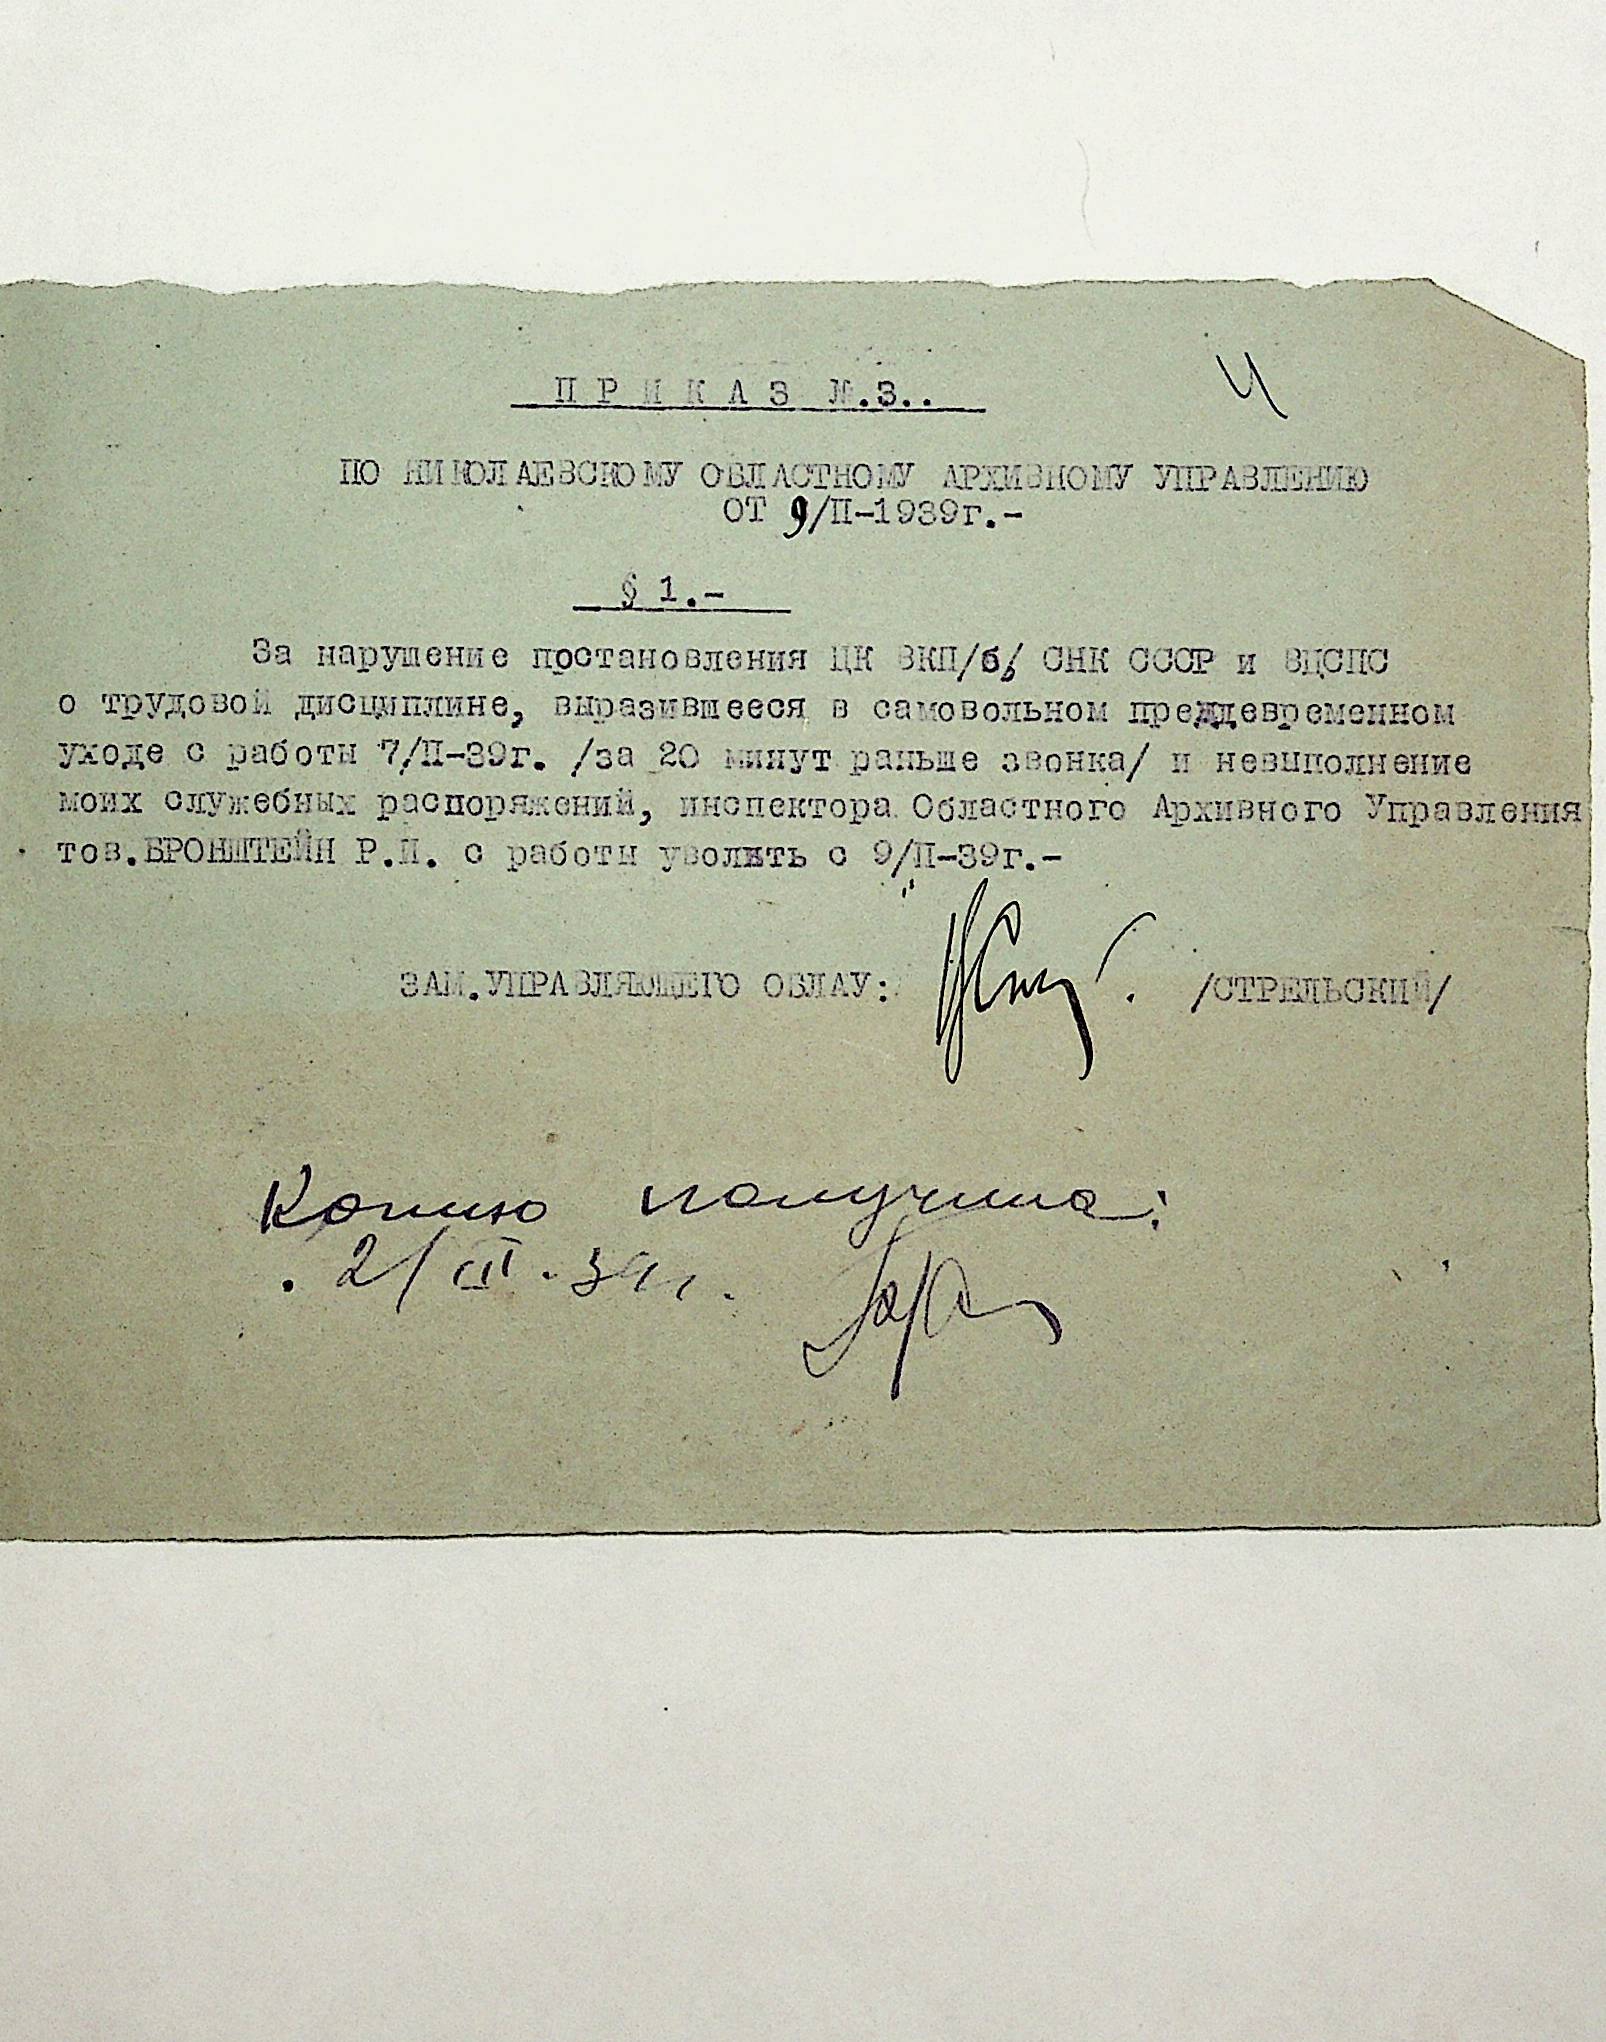 4
П Р И К А З №.3..
ПО НИКОЛАЕВСКОМУ ОБЛАСТНОМУ АРХИВНОМУ УПРАВЛЕНИЮ
ОТ 9/II-1939г.-
§ 1.-
За нарушение постановления ЦК ВКП/б/ СНК СССР и ВЦСПС
о трудовой дисциплине, выразившееся в самовольном преждевременном
уходе с работы 7/II-39г. /за 20 минут раньше звонка/ и невыполнение
моих служебных распоряжений, инспектора Областного Архивного Управления
тов.БРОНШТЕЙН Р.И. с работы уволить с 9/II-39г.-
ЗАМ.УПРАВЛЯЮЩЕГО ОБЛАУ: /СТРЕЛЬСКИЙ/
Копию получила:
2/III.39г.